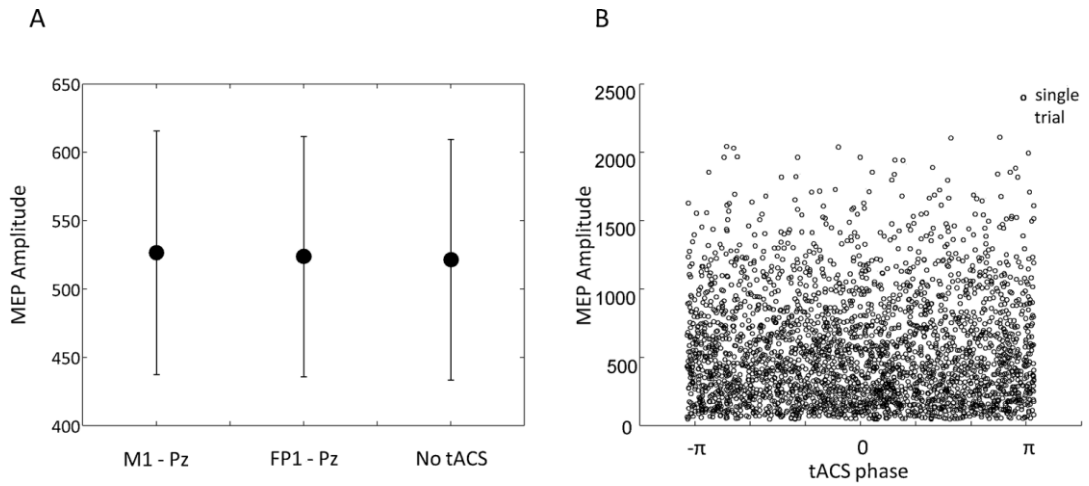 A
MEP Amplitude
650
600
550
500
450
400
M1 - Pz
FP1 - Pz
No tACS
B
MEP Amplitude
2500
2000
1500
1000
500
0
single
trial
-π
0
π
tACS phase